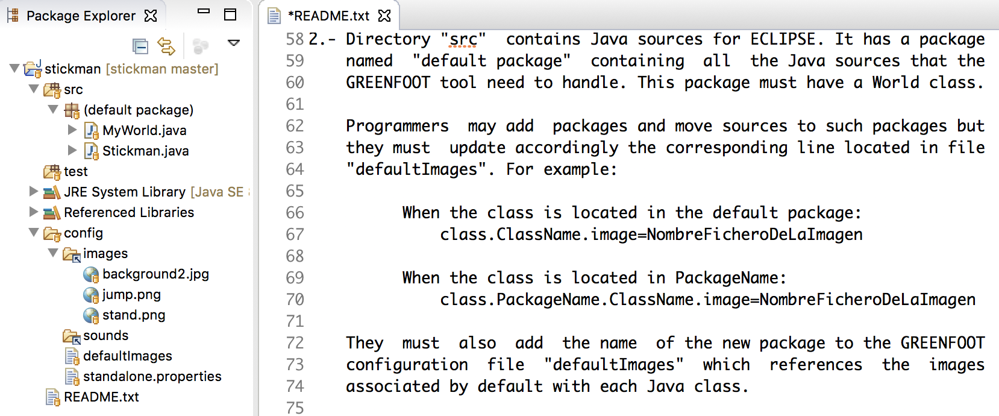 Package Explorer
stickman [stickman master]
src
(default package)
MyWorld.java
Stickman.java
test
JRE System Library [Java SE
Referenced Libraries
config
images
background2.jpg
jump.png
stand.png
sounds
defaultImages
standalone.properties
README.txt
*README.txt
58 2.- Directory "src" contains Java sources for ECLIPSE. It has a package
59 named "default package" containing all the Java sources that the
60 GREENFOOT tool need to handle. This package must have a World class.
61
62 Programmers may add packages and move sources to such packages but
63 they must update accordingly the corresponding line located in file
64 "defaultImages". For example:
65
66 When the class is located in the default package:
67 class.ClassName.image=NombreFicheroDeLaImagen
68
69 When the class is located in PackageName:
70 class.PackageName.ClassName.image=NombreFicheroDeLaImagen
71
72 They must also add the name of the new package to the GREENFOOT
73 configuration file "defaultImages" which references the images
74 associated by default with each Java class.
75